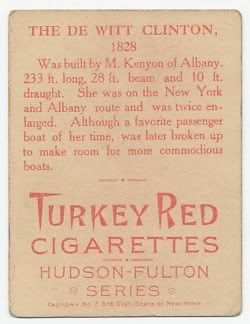 THE DE WITT CLINTON,
1828
Was built by M. Kenyon of Albany.
233 ft. long, 28 ft. beam and 10 ft.
draught. She was on the New York
and Albany route and was twice en-
larged. Although a favorite passenger
boat of her time, was later broken up
to make room for more commodious
boats.
TURKEY RED
CIGARETTES
HUDSON-FULTON
SERIES
FACTORY NO. 7, 3RD DIST. STATE OF NEW YORK